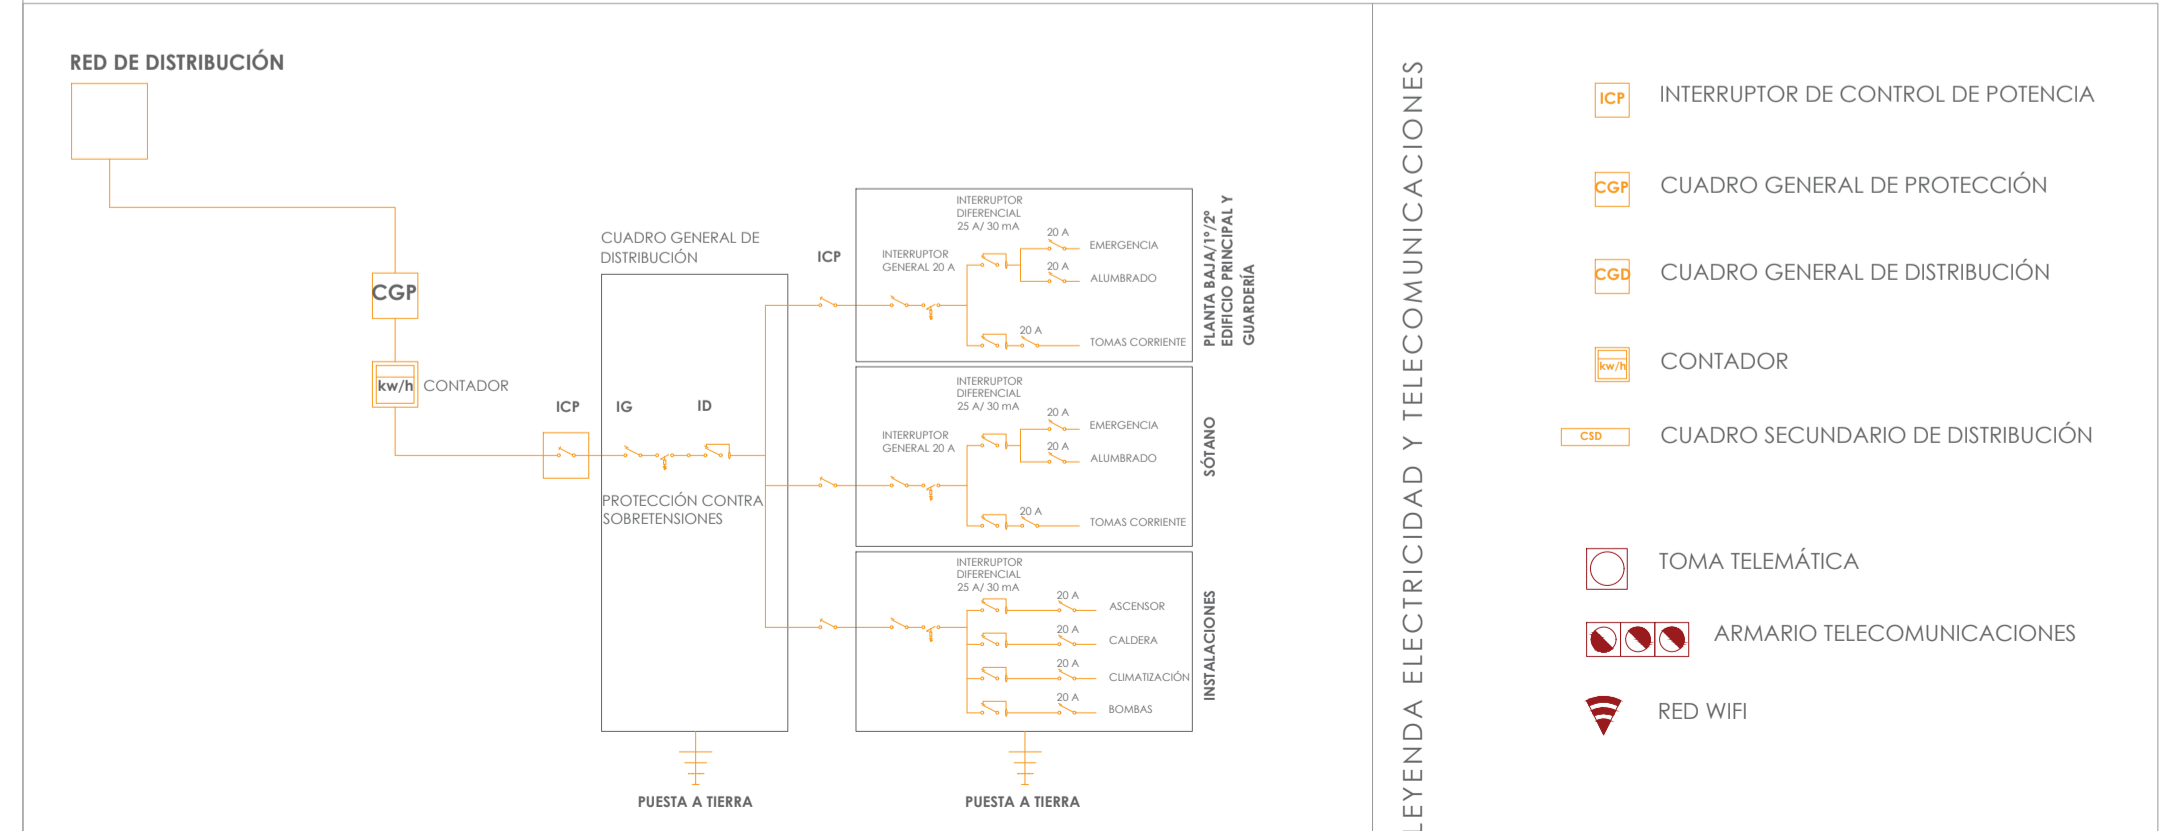 RED DE DISTRIBUCIÓN
CGP
kw/h
CONTADOR
ICP
CUADRO GENERAL DE
DISTRIBUCIÓN
IG
ID
PROTECCIÓN CONTRA
SOBRETENSIONES
PUESTA A TIERRA
ICP
INTERRUPTOR
DIFERENCIAL
25 A/ 30 mA
INTERRUPTOR
GENERAL 20 A
20 A
EMERGENCIA
20 A
ALUMBRADO
20 A
TOMAS CORRIENTE
PLANTA BAJA/1º/2º
EDIFICIO PRINCIPAL Y
GUARDERÍA
INTERRUPTOR
DIFERENCIAL
25 A/ 30 mA
INTERRUPTOR
GENERAL 20 A
20 A
EMERGENCIA
20 A
ALUMBRADO
20 A
TOMAS CORRIENTE
SÓTANO
INTERRUPTOR
DIFERENCIAL
25 A/ 30 mA
20 A
ASCENSOR
20 A
CALDERA
20 A
CLIMATIZACIÓN
20 A
BOMBAS
INSTALACIONES
PUESTA A TIERRA
LEYENDA ELECTRICIDAD Y TELECOMUNICACIONES
ICP
INTERRUPTOR DE CONTROL DE POTENCIA
CGP
CUADRO GENERAL DE PROTECCIÓN
CGD
CUADRO GENERAL DE DISTRIBUCIÓN
kw/h
CONTADOR
CSD
CUADRO SECUNDARIO DE DISTRIBUCIÓN
TOMA TELEMÁTICA
ARMARIO TELECOMUNICACIONES
RED WIFI